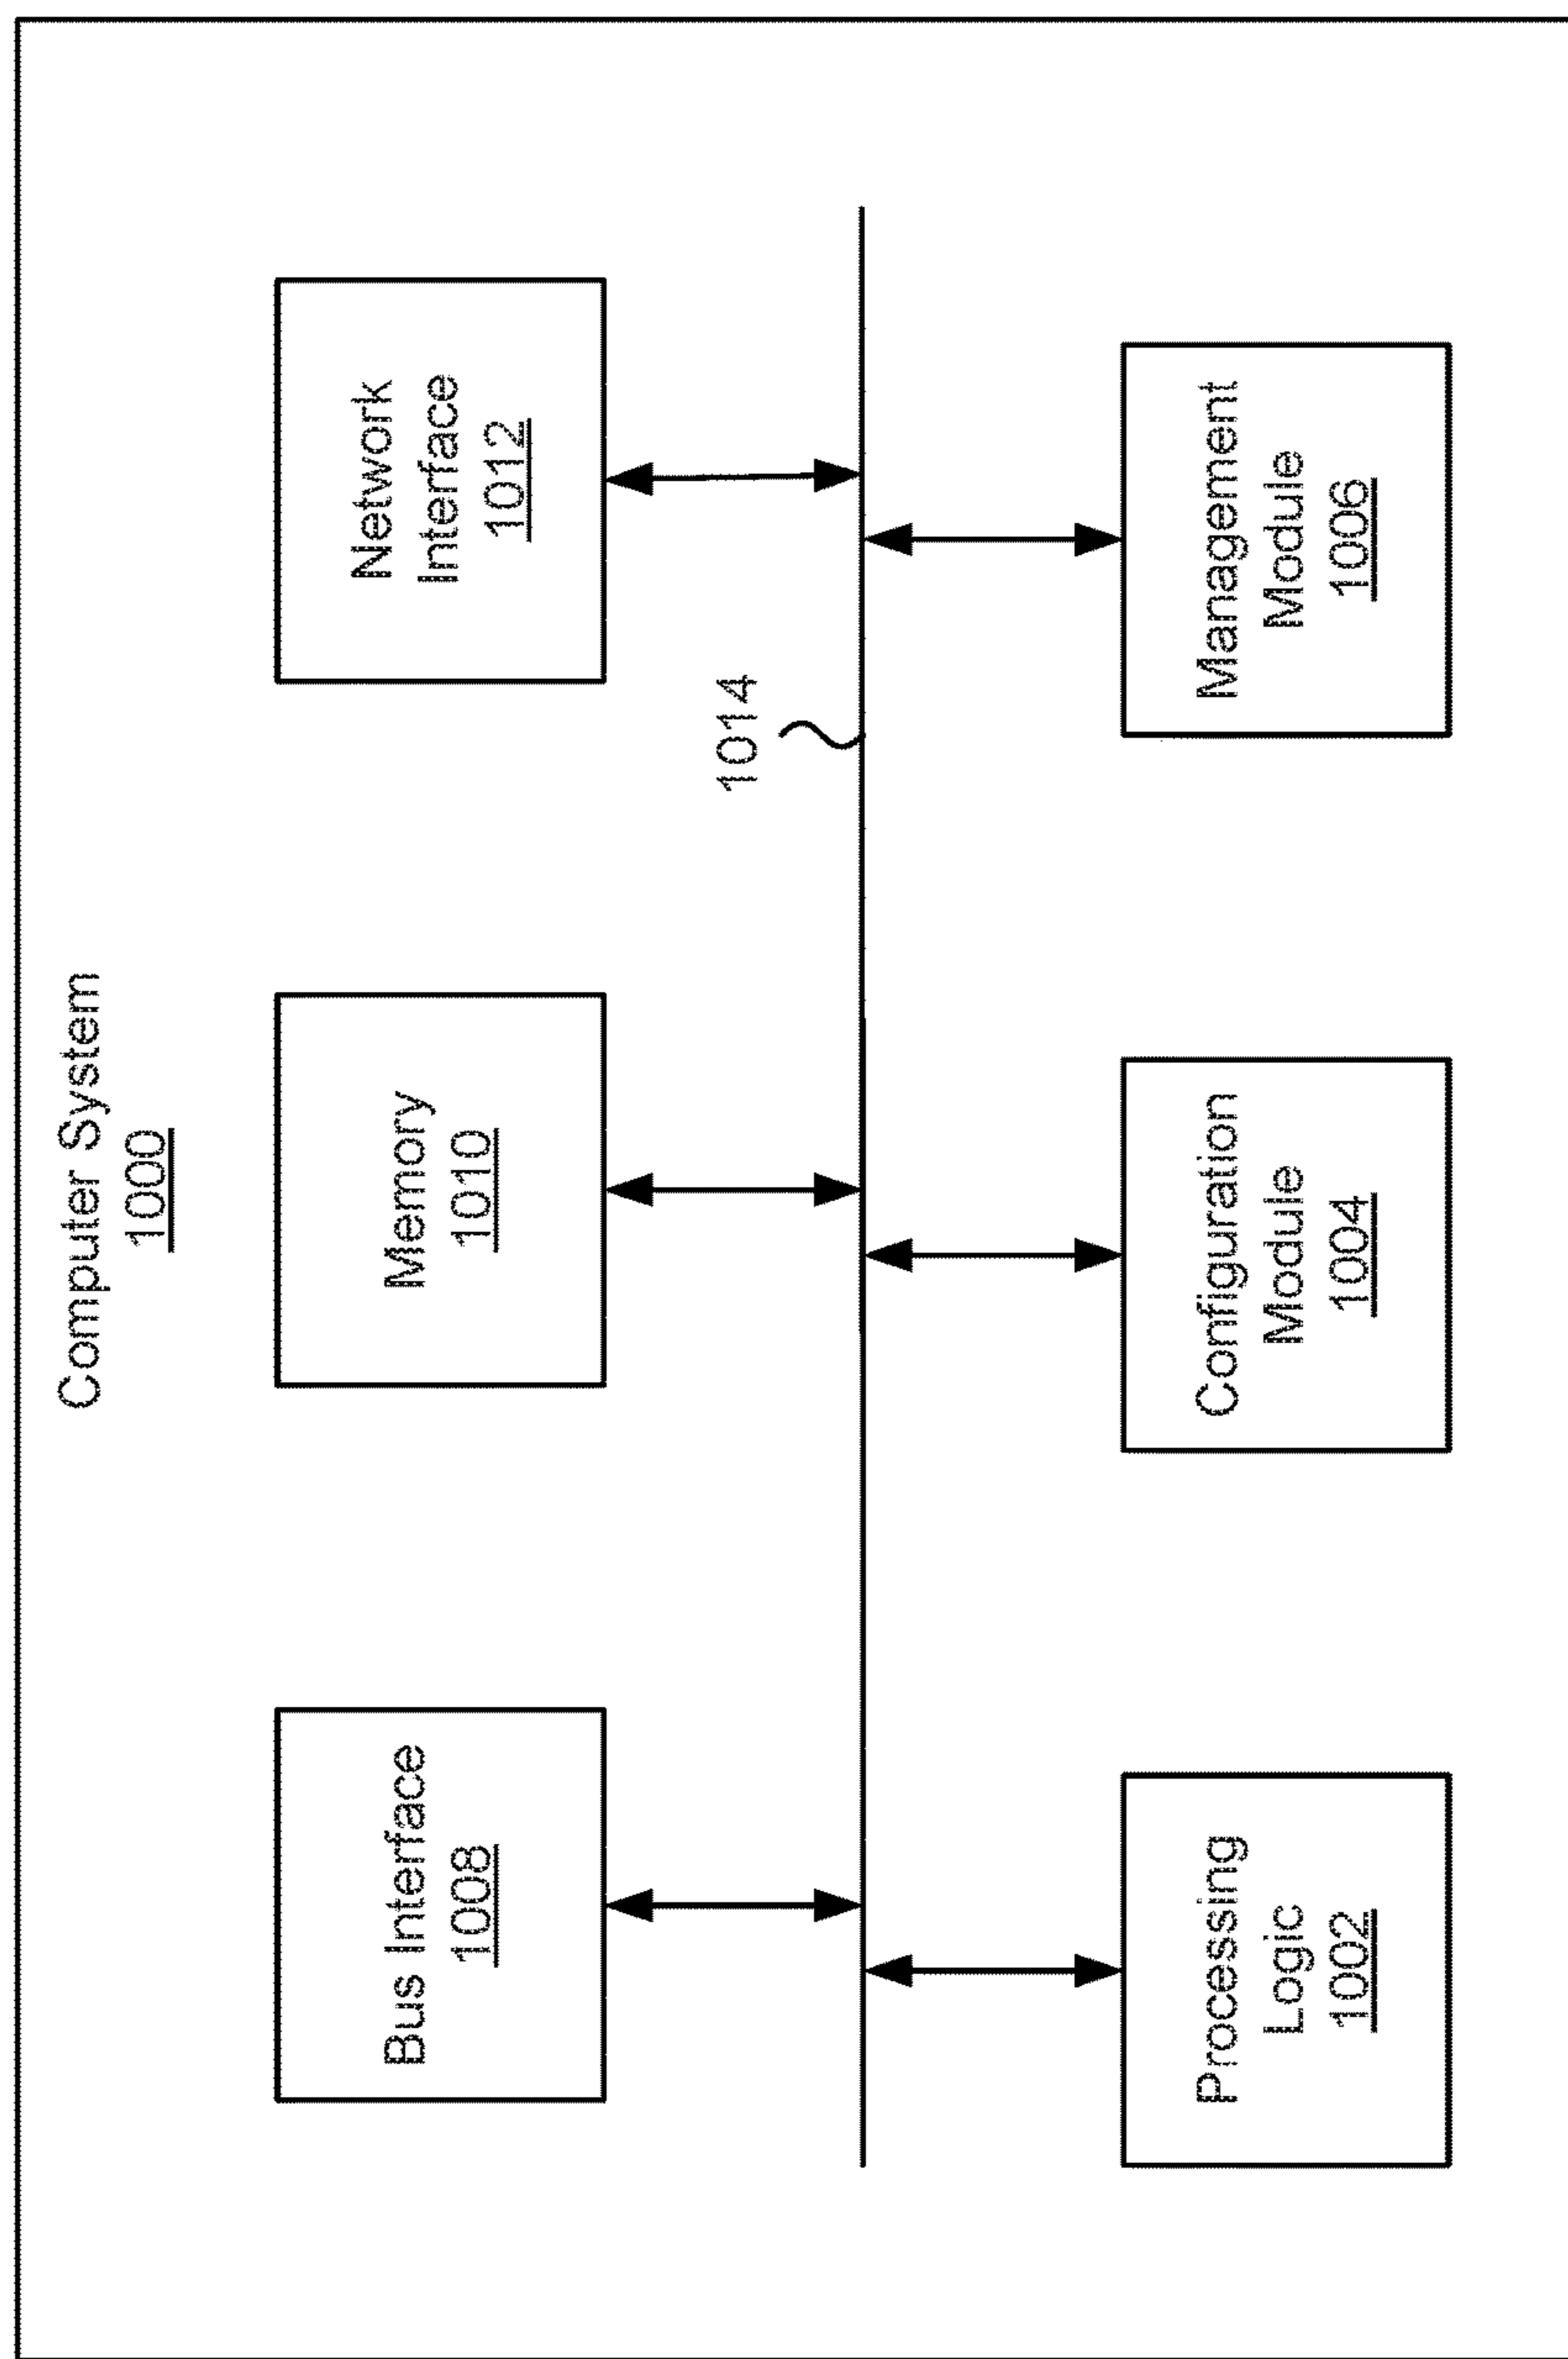 Computer System
1000
Bus Interface
1008
Memory
1010
Network
Interface
1012
1014
Processing
Logic
1002
Configuration
Module
1004
Management
Module
1006